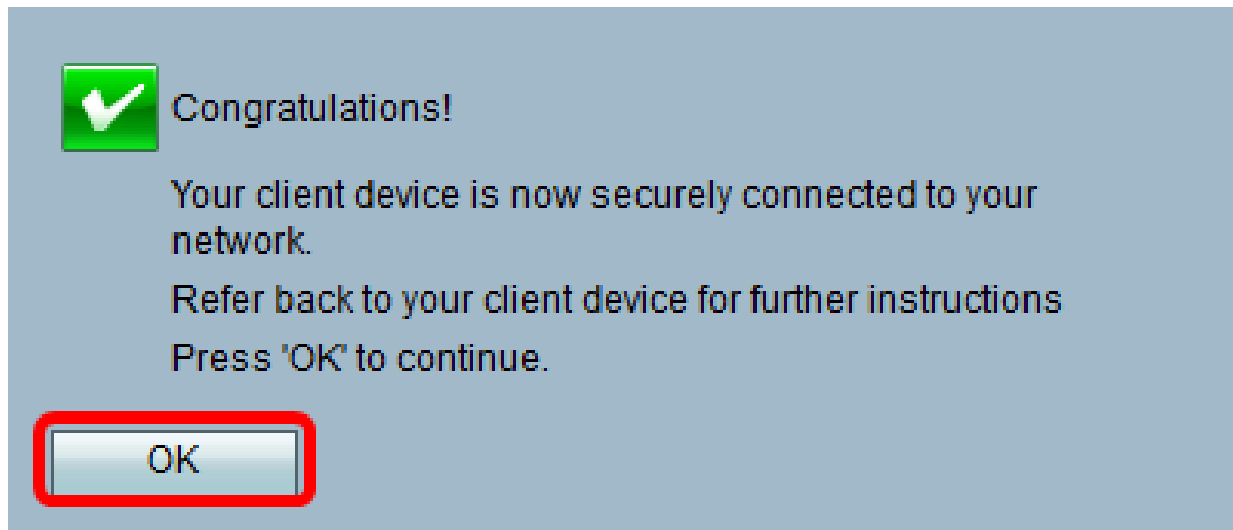 Congratulations!
Your client device is now securely connected to your
network.
Refer back to your client device for further instructions
Press 'OK' to continue.
OK